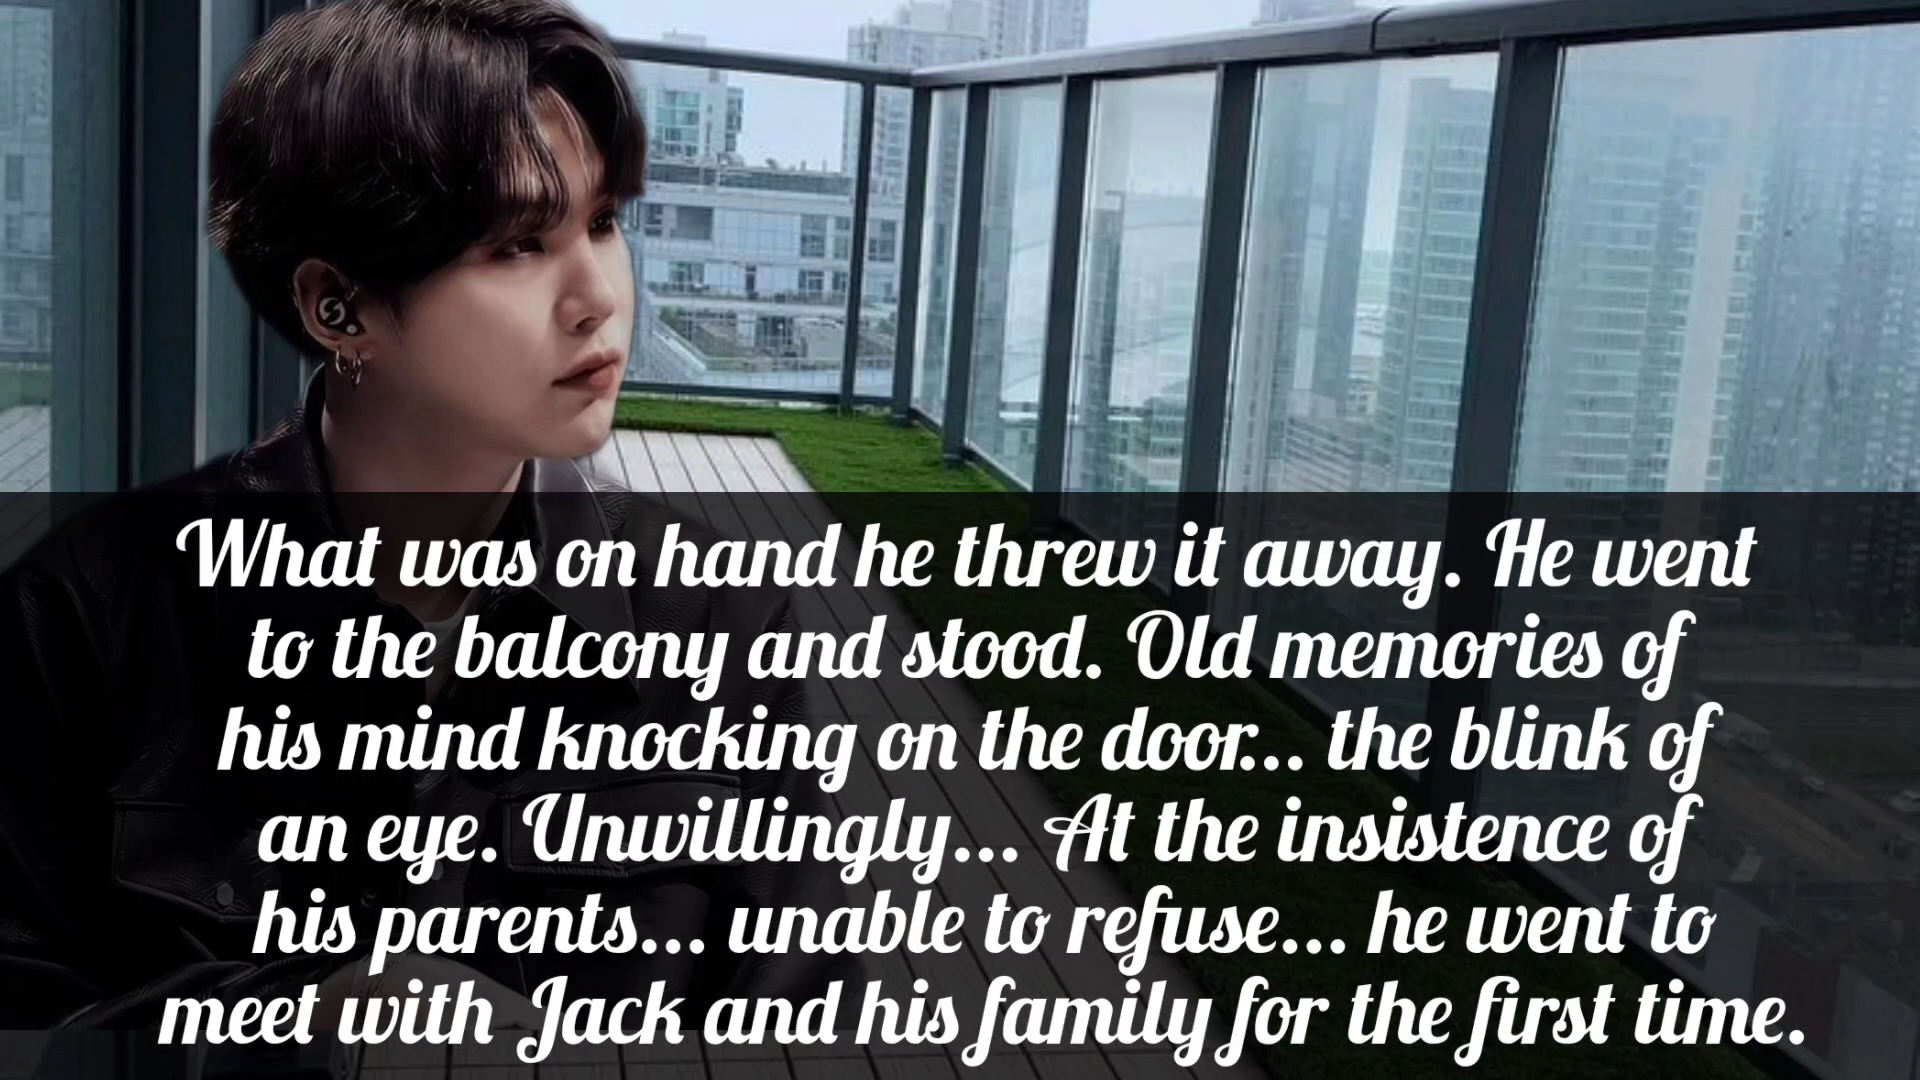 What was on hand he threw it away. He went
to the balcony and stood. Old memories of
his mind knocking on the door... the blink of
an eye. Unwillingly... At the insistence of
his parents... unable to refuse... he went to
meet with Jack and his family for the first time.